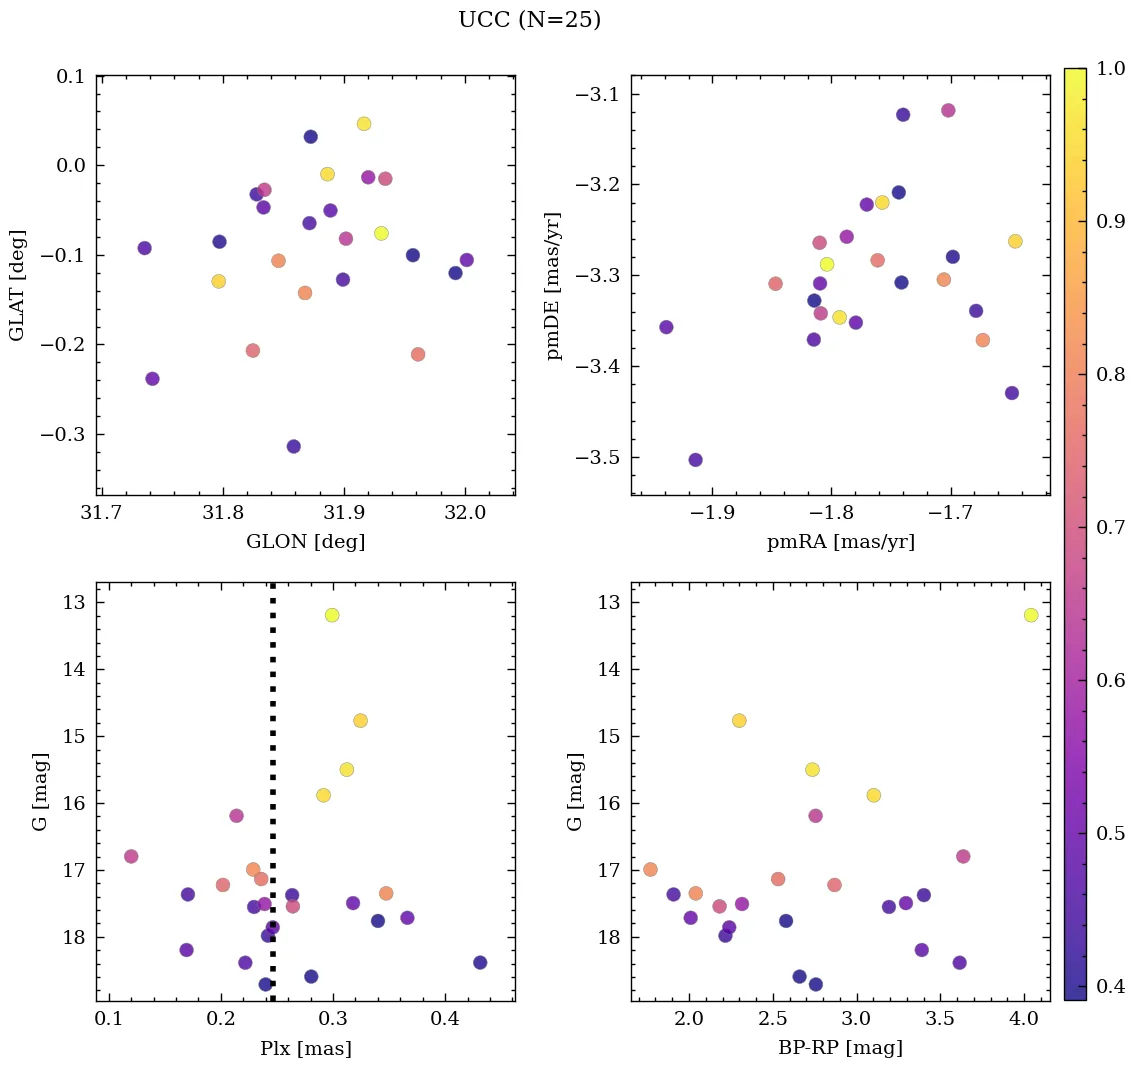 UCC (N=25)
0.1
0.0
−0.1
−0.2
−0.3
GLAT [deg]
31.7 31.8 31.9 32.0
GLON [deg]
−3.1
−3.2
−3.3
−3.4
−3.5
pmDE [mas/yr]
−1.9 −1.8 −1.7
pmRA [mas/yr]
13
14
15
16
17
18
G [mag]
0.1 0.2 0.3 0.4
Plx [mas]
13
14
15
16
17
18
G [mag]
2.0 2.5 3.0 3.5 4.0
BP-RP [mag]
1.0
0.9
0.8
0.7
0.6
0.5
0.4